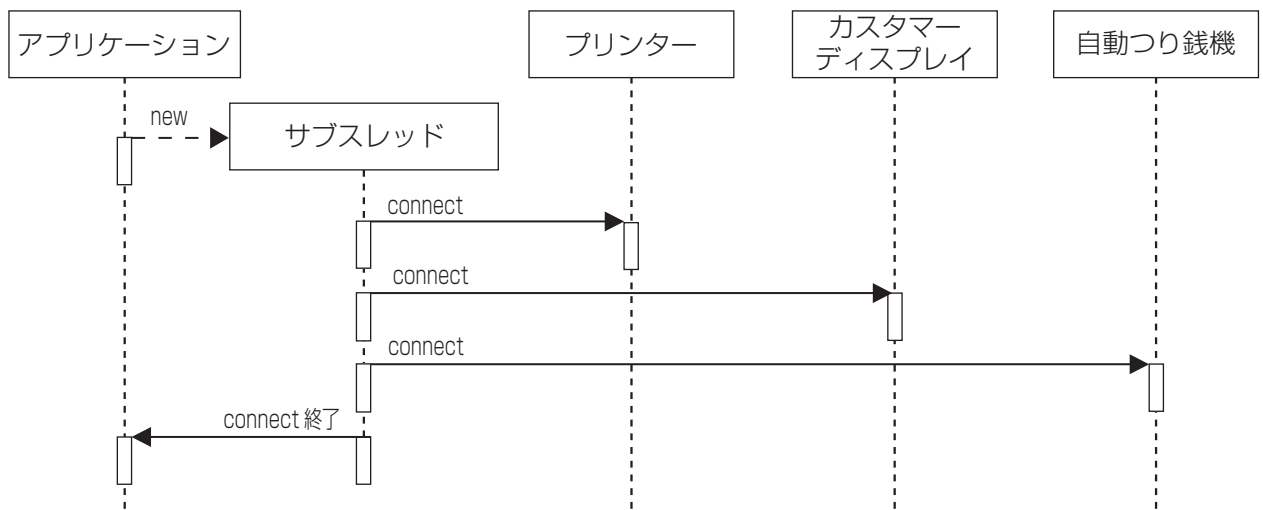 アプリケーション
プリンター
カスタマー
ディスプレイ
自動つり銭機
new
サブスレッド
connect
connect
connect
connect 終了